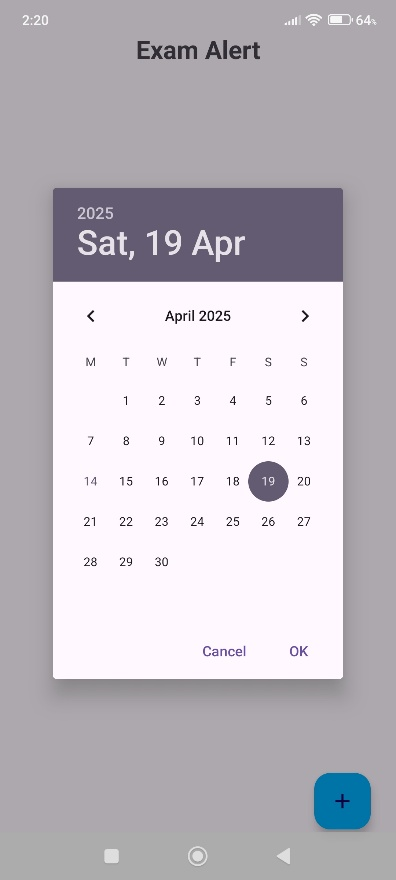 2:20 64%
Exam Alert
2025
Sat, 19 Apr
April 2025
M T W T F S S
1 2 3 4 5 6
7 8 9 10 11 12 13
14 15 16 17 18 19 20
21 22 23 24 25 26 27
28 29 30
Cancel OK
+